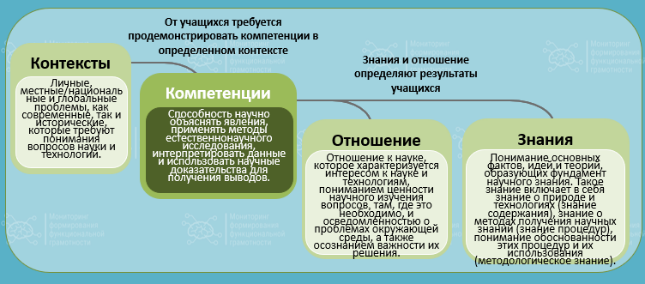 От учащихся требуется
продемонстрировать компетенции в
определенном контексте
Знания и отношение
определяют результаты
учащихся
Контексты
Личные,
местные/националь
ные и глобальные
проблемы, как
современные, так и
исторические,
которые требуют
понимания
вопросов науки и
технологий.
Компетенции
Способность научно
объяснять явления,
применять методы
естественнонаучного
исследования,
интерпретировать данные
и использовать научные
доказательства для
получения выводов.
Отношение
Отношение к науке,
которое характеризуется
интересом к науке и
технологиям,
пониманием ценности
научного изучения
вопросов, там, где это
необходимо, и
осведомленностью о
проблемах окружающей
среды, а также
осознанием важности их
решения.
Знания
Понимание основных
фактов, идей и теорий,
образующих фундамент
научного знания. Такое
знание включает в себя
знание о природе и
технологиях (знание
содержания), знание о
методах получения научных
знаний (знание процедур),
понимание обоснованности
этих процедур и их
использования
(методологическое знание).